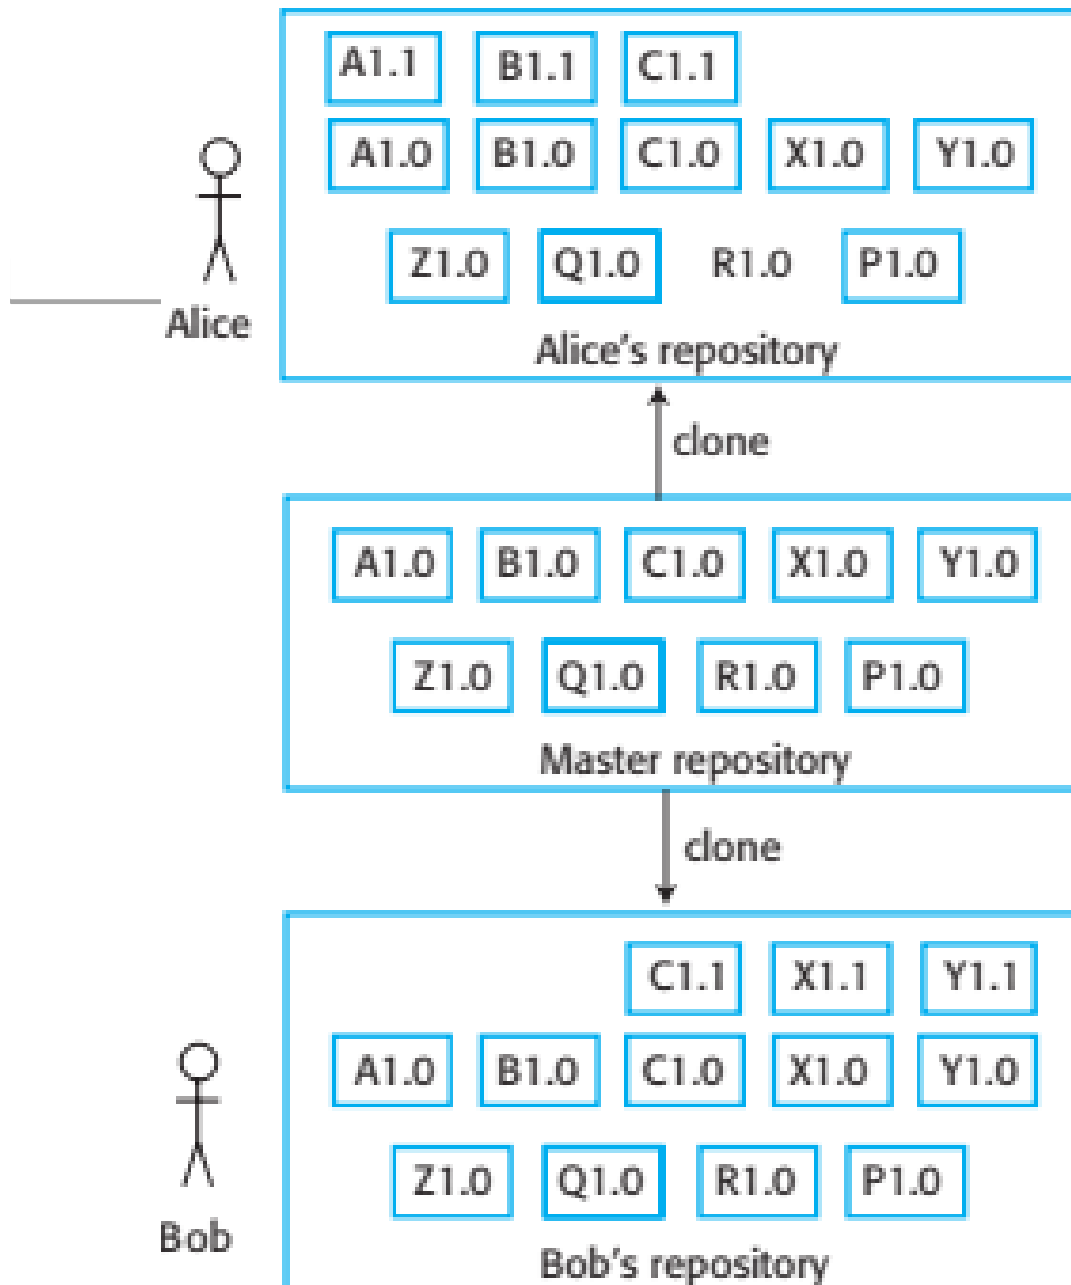 A1.1 B1.1 C1.1
A1.0 B1.0 C1.0 X1.0 Y1.0
Z1.0 Q1.0 R1.0 P1.0
Alice
Alice's repository
clone
A1.0 B1.0 C1.0 X1.0 Y1.0
Z1.0 Q1.0 R1.0 P1.0
Master repository
clone
C1.1 X1.1 Y1.1
A1.0 B1.0 C1.0 X1.0 Y1.0
Z1.0 Q1.0 R1.0 P1.0
Bob
Bob's repository